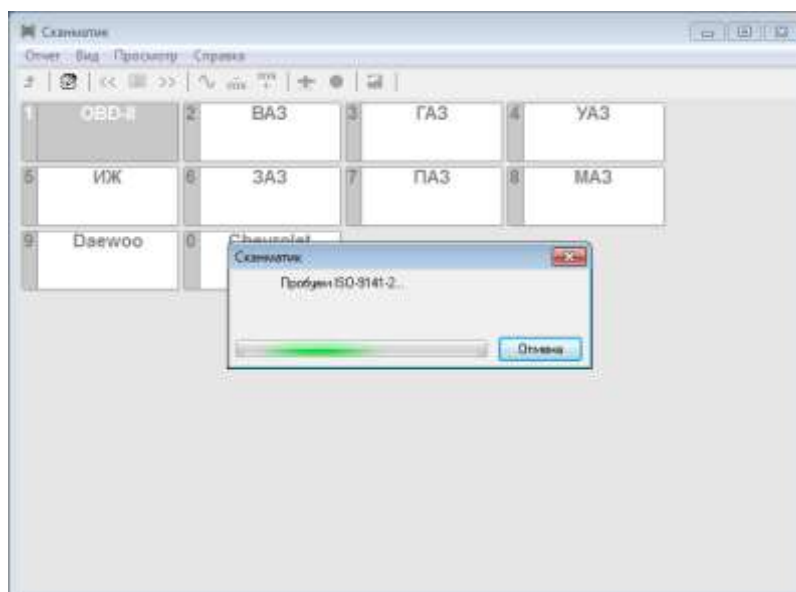 Сканматик
Отчет Вид Просмотр Справка
1 OBD-II 2 ВАЗ 3 ГАЗ 4 УАЗ
5 ИЖ 6 ЗАЗ 7 ПАЗ 8 МАЗ
9 Daewoo 0 Chevrolet
Сканматик
Пробуем ISO-9141-2...
Отмена